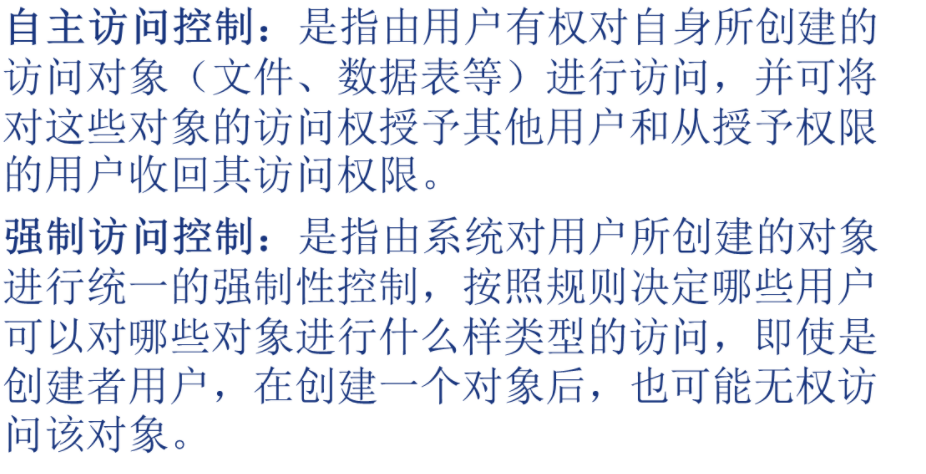 自主访问控制：是指由用户有权对自身所创建的
访问对象（文件、数据表等）进行访问，并可将
对这些对象的访问权授予其他用户和从授予权限
的用户收回其访问权限。
强制访问控制：是指由系统对用户所创建的对象
进行统一的强制性控制，按照规则决定哪些用户
可以对哪些对象进行什么样类型的访问，即使是
创建者用户，在创建一个对象后，也可能无权访
问该对象。